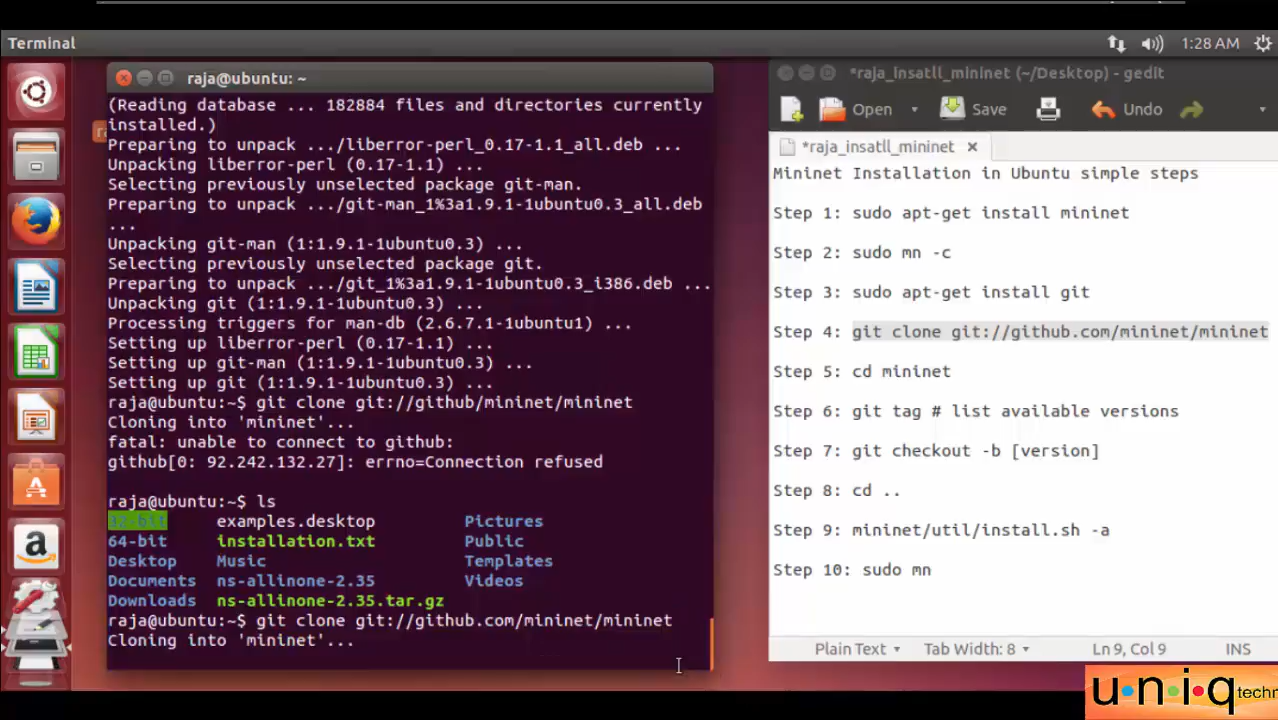 Terminal
1:28 AM
raja@ubuntu: ~
(Reading database ... 182884 files and directories currently
installed.)
Preparing to unpack .../liberror-perl_0.17-1.1_all.deb ...
Unpacking liberror-perl (0.17-1.1) ...
Selecting previously unselected package git-man.
Preparing to unpack .../git-man_1%3a1.9.1-1ubuntu0.3_all.deb
...
Unpacking git-man (1:1.9.1-1ubuntu0.3) ...
Selecting previously unselected package git.
Preparing to unpack .../git_1%3a1.9.1-1ubuntu0.3_i386.deb ...
Unpacking git (1:1.9.1-1ubuntu0.3) ...
Processing triggers for man-db (2.6.7.1-1ubuntu1) ...
Setting up liberror-perl (0.17-1.1) ...
Setting up git-man (1:1.9.1-1ubuntu0.3) ...
Setting up git (1:1.9.1-1ubuntu0.3) ...
raja@ubuntu:~$ git clone git://github/mininet/mininet
Cloning into 'mininet'...
fatal: unable to connect to github:
github[0: 92.242.132.27]: errno=Connection refused
raja@ubuntu:~$ ls
32-bit examples.desktop Pictures
64-bit installation.txt Public
Desktop Music Templates
Documents ns-allinone-2.35 Videos
Downloads ns-allinone-2.35.tar.gz
raja@ubuntu:~$ git clone git://github.com/mininet/mininet
Cloning into 'mininet'...
*raja_insatll_mininet (~/Desktop) - gedit
Open Save Undo
*raja_insatll_mininet
Mininet Installation in Ubuntu simple steps
Step 1: sudo apt-get install mininet
Step 2: sudo mn -c
Step 3: sudo apt-get install git
Step 4: git clone git://github.com/mininet/mininet
Step 5: cd mininet
Step 6: git tag # list available versions
Step 7: git checkout -b [version]
Step 8: cd ..
Step 9: mininet/util/install.sh -a
Step 10: sudo mn
Plain Text Tab Width: 8 Ln 9, Col 9 INS
uniq techn